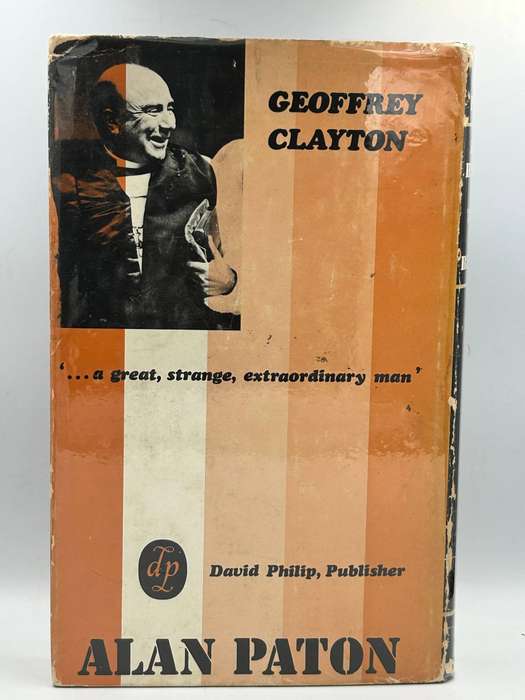 GEOFFREY
CLAYTON
'...a great, strange, extraordinary man'
dp
David Philip, Publisher
ALAN PATON